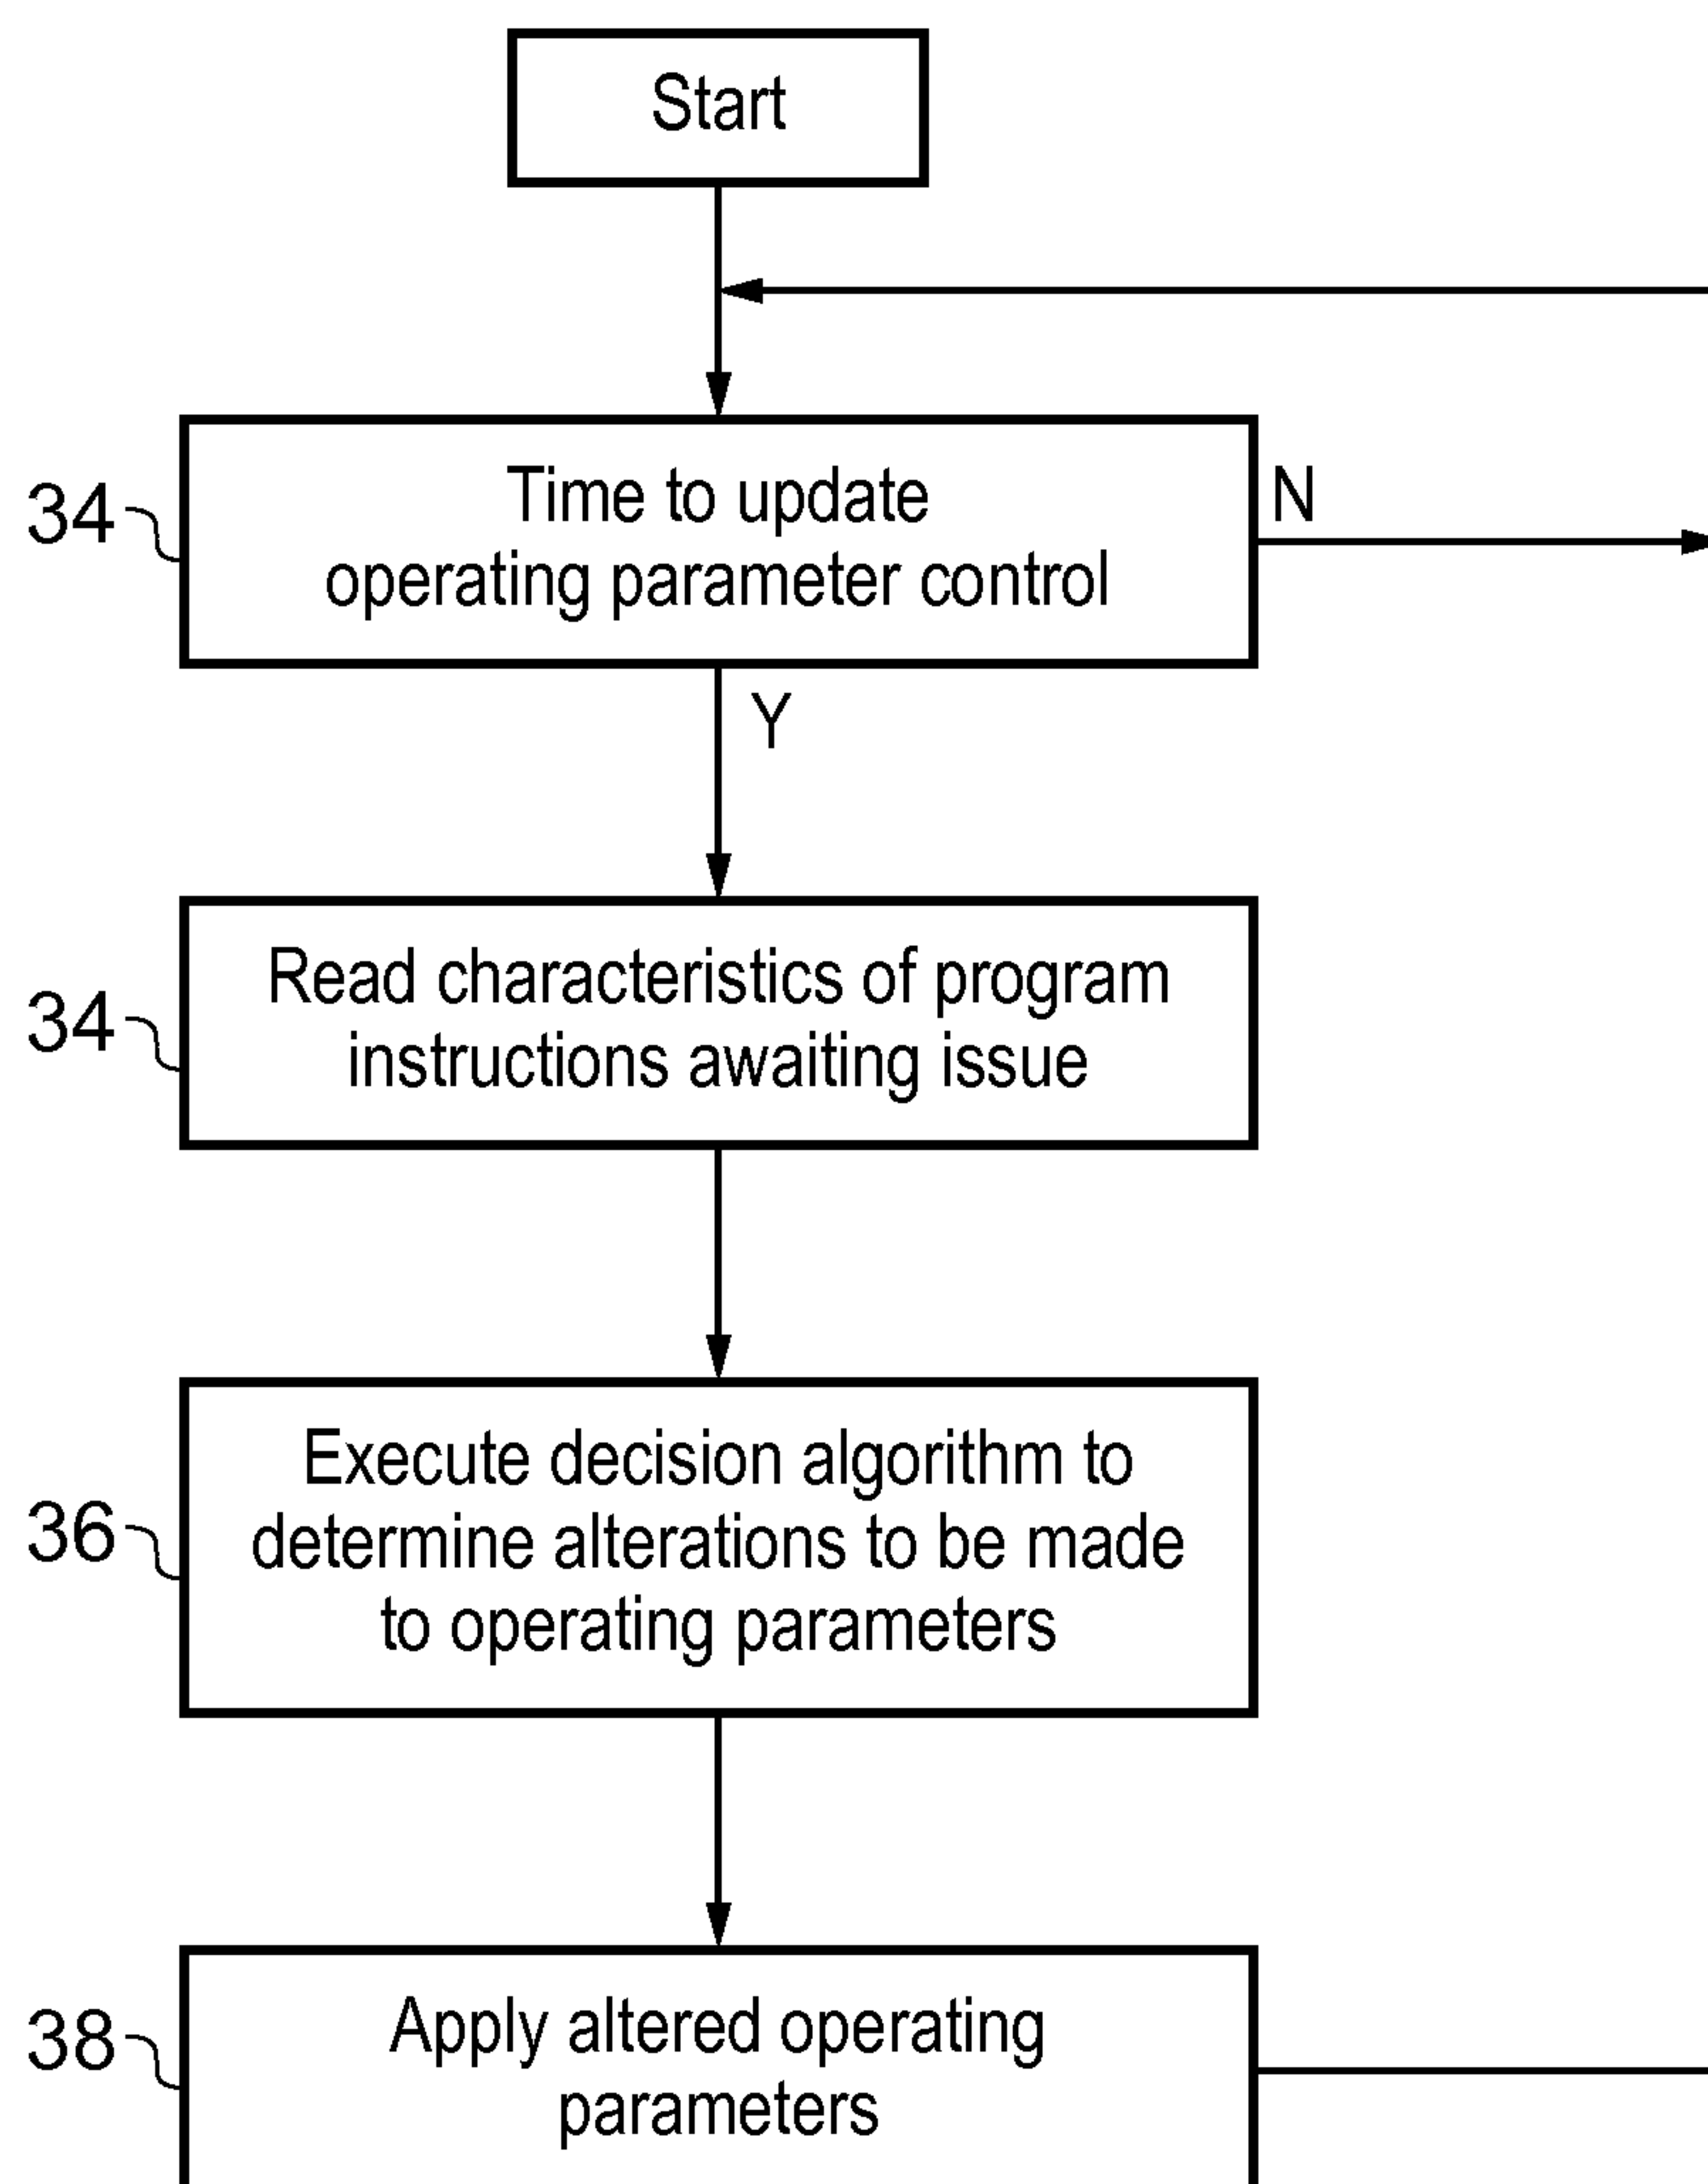 Start
34
Time to update
operating parameter control
N
Y
34
Read characteristics of program
instructions awaiting issue
36
Execute decision algorithm to
determine alterations to be made
to operating parameters
38
Apply altered operating
parameters